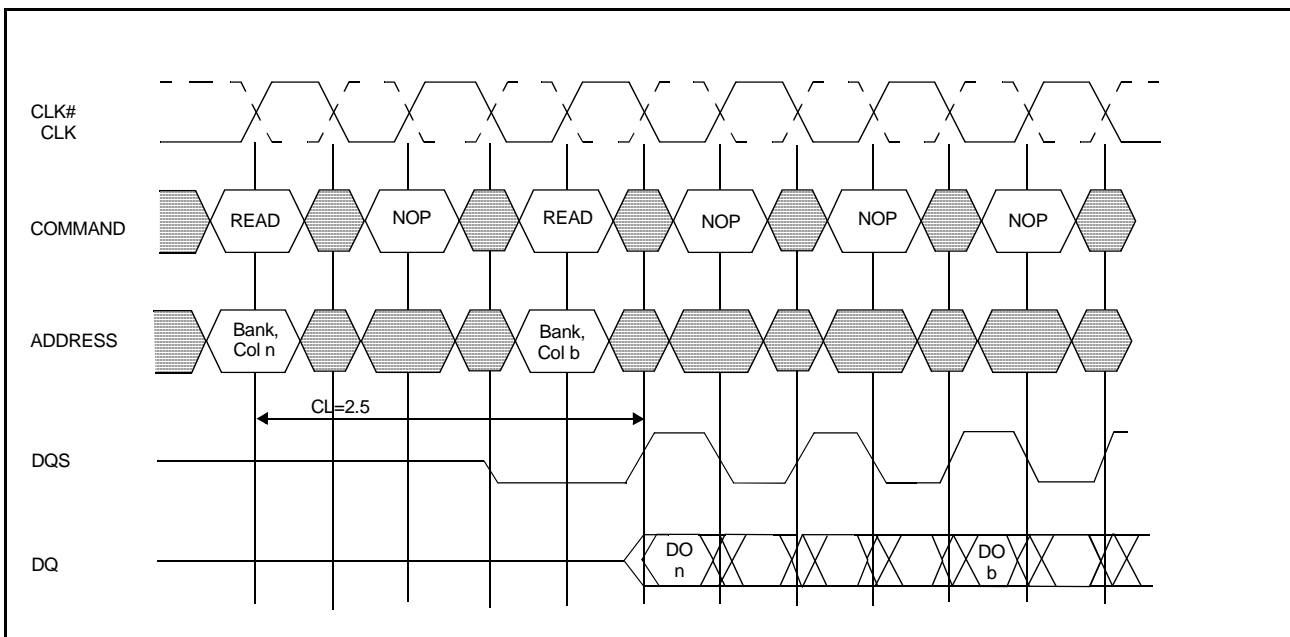 CLK#
CLK
COMMAND
READ
NOP
READ
NOP
NOP
NOP
ADDRESS
Bank,
Col n
Bank,
Col b
CL=2.5
DQS
DQ
DO
n
DO
b